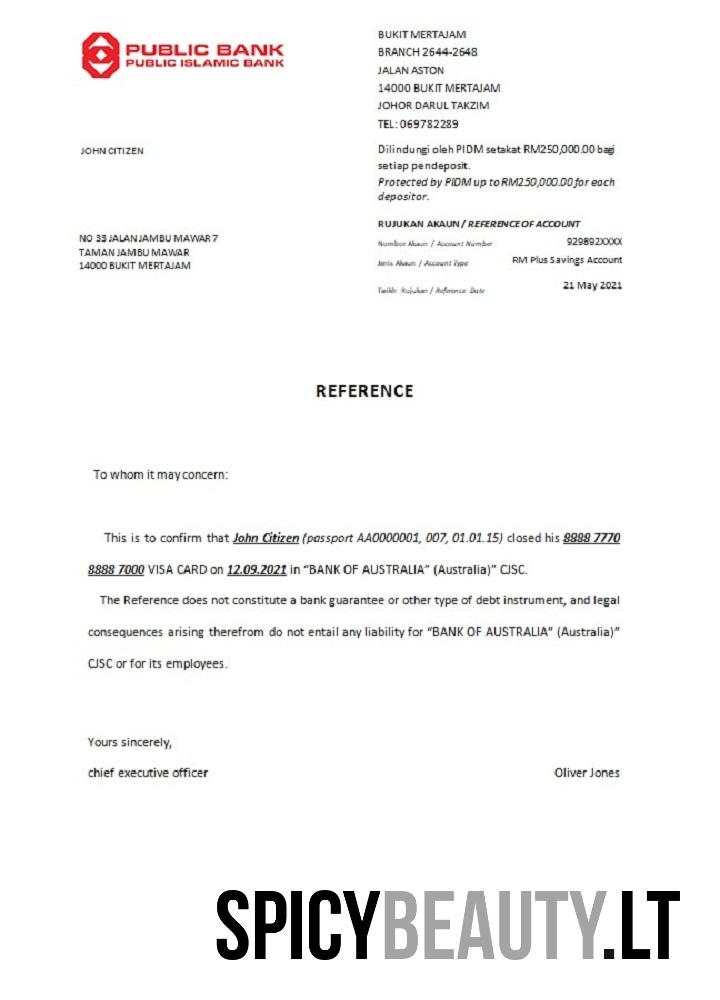 PUBLIC BANK
PUBLIC ISLAMIC BANK
BUKIT MERTAJAM
BRANCH 2644-2648
JALAN ASTON
14000 BUKIT MERTAJAM
JOHOR DARUL TAKZIM
TEL: 069782289
JOHN CITIZEN
Dilindungi oleh PIDM setakat RM250,000.00 bagi
setiap pendeposit.
Protected by PIDM up to RM250,000.00 for each
depositor.
NO 33 JALAN JAMBU MAWAR 7
TAMAN JAMBU MAWAR
14000 BUKIT MERTAJAM
RUJUKAN AKAUN / REFERENCE OF ACCOUNT
Nombor Akaun / Account Number 929892XXXX
Jenis Akaun / Account Type RM Plus Savings Account
Tarikh Rujukan / Reference Date 21 May 2021
REFERENCE
To whom it may concern:
This is to confirm that John Citizen (passport AA0000001, 007, 01.01.15) closed his 8888 7770
8888 7000 VISA CARD on 12.09.2021 in “BANK OF AUSTRALIA” (Australia)” CJSC.
The Reference does not constitute a bank guarantee or other type of debt instrument, and legal
consequences arising therefrom do not entail any liability for “BANK OF AUSTRALIA” (Australia)”
CJSC or for its employees.
Yours sincerely,
chief executive officer Oliver Jones
SPICYBEAUTY.LT